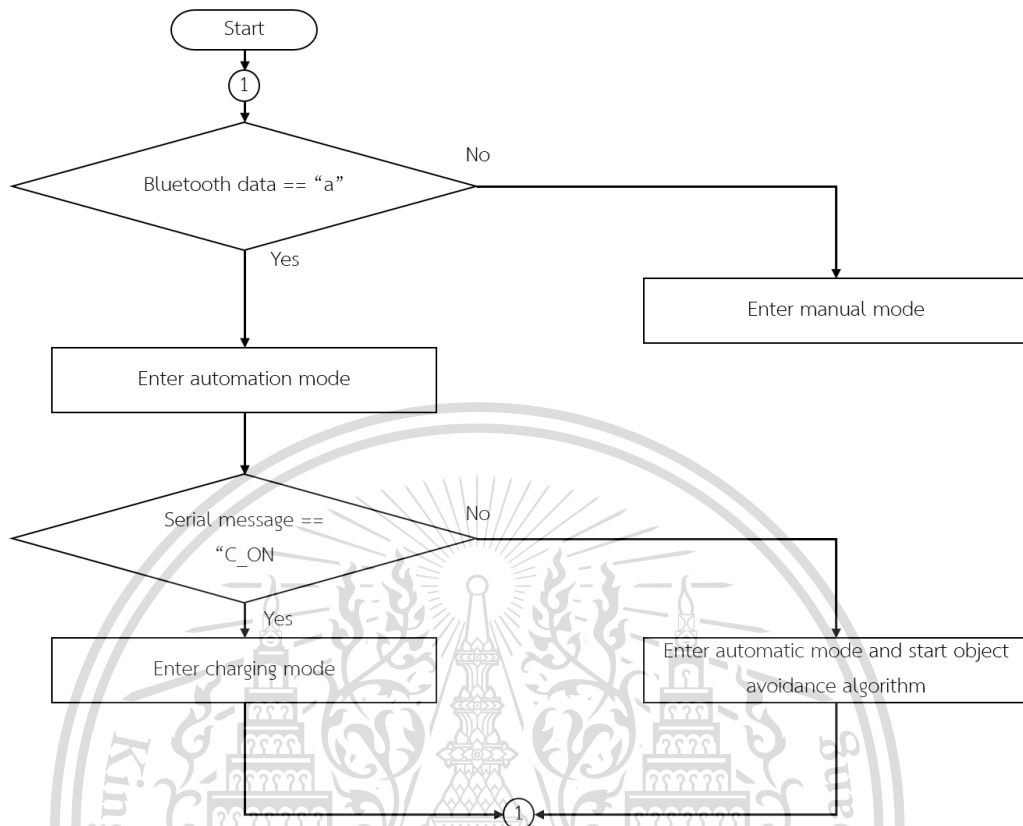 Start
1
Bluetooth data == “a”
No
Yes
Enter manual mode
Enter automation mode
Serial message ==
“C_ON
No
Yes
Enter charging mode
Enter automatic mode and start object
avoidance algorithm
1